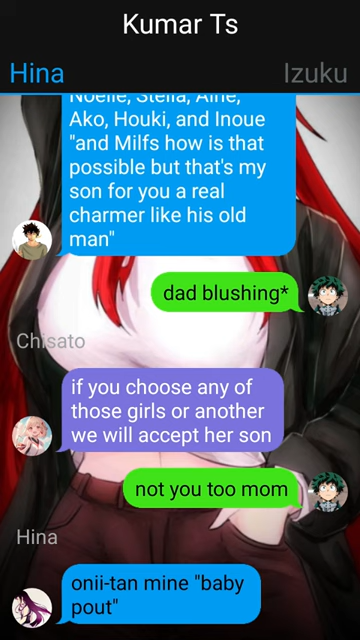 Kumar Ts
Hina Izuku
Noelle, Stella, Aine,
Ako, Houki, and Inoue
"and Milfs how is that
possible but that's my
son for you a real
charmer like his old
man"
dad blushing*
Chisato
if you choose any of
those girls or another
we will accept her son
not you too mom
Hina
onii-tan mine "baby
pout"